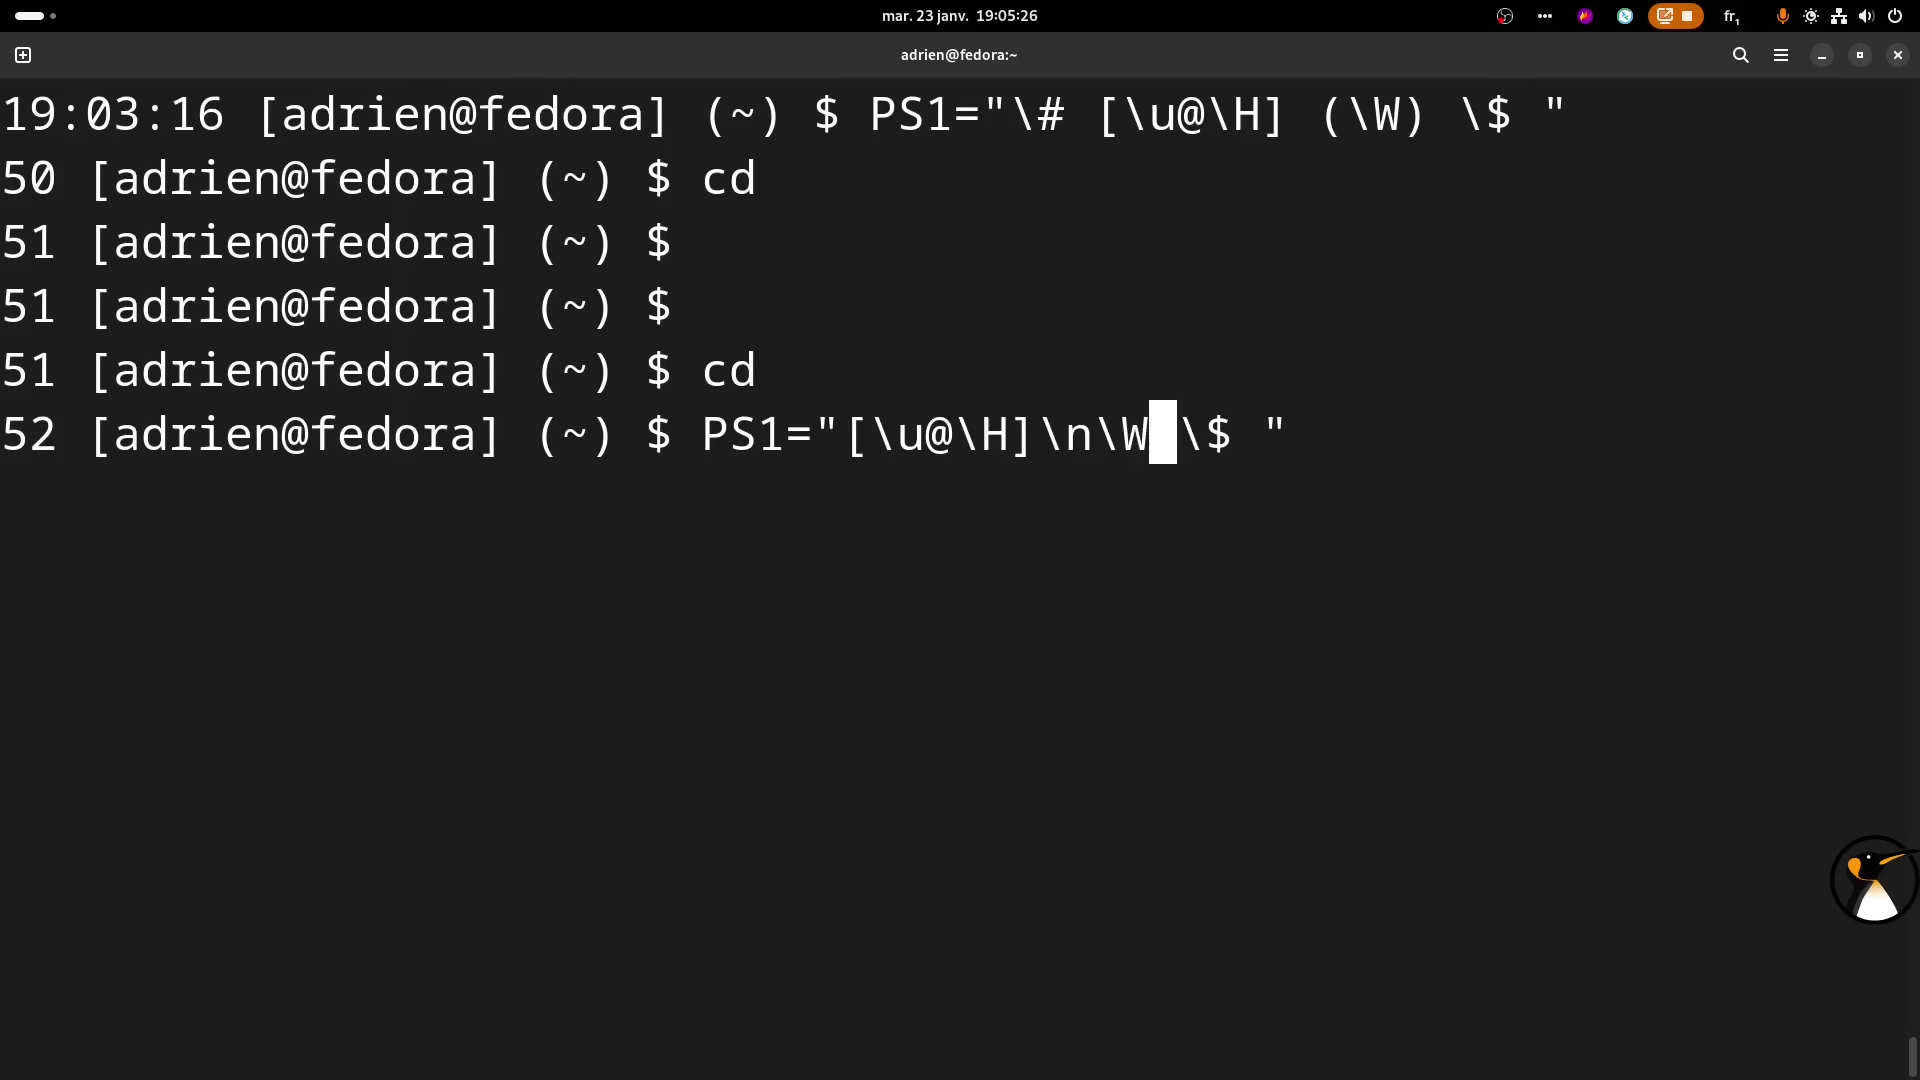 mar. 23 janv.  19:05:26
fr₁
adrien@fedora:~
19:03:16 [adrien@fedora] (~) $ PS1="\# [\u@\H] (\W) \$ "
50 [adrien@fedora] (~) $ cd
51 [adrien@fedora] (~) $
51 [adrien@fedora] (~) $
51 [adrien@fedora] (~) $ cd
52 [adrien@fedora] (~) $ PS1="[\u@\H]\n\W \$ "